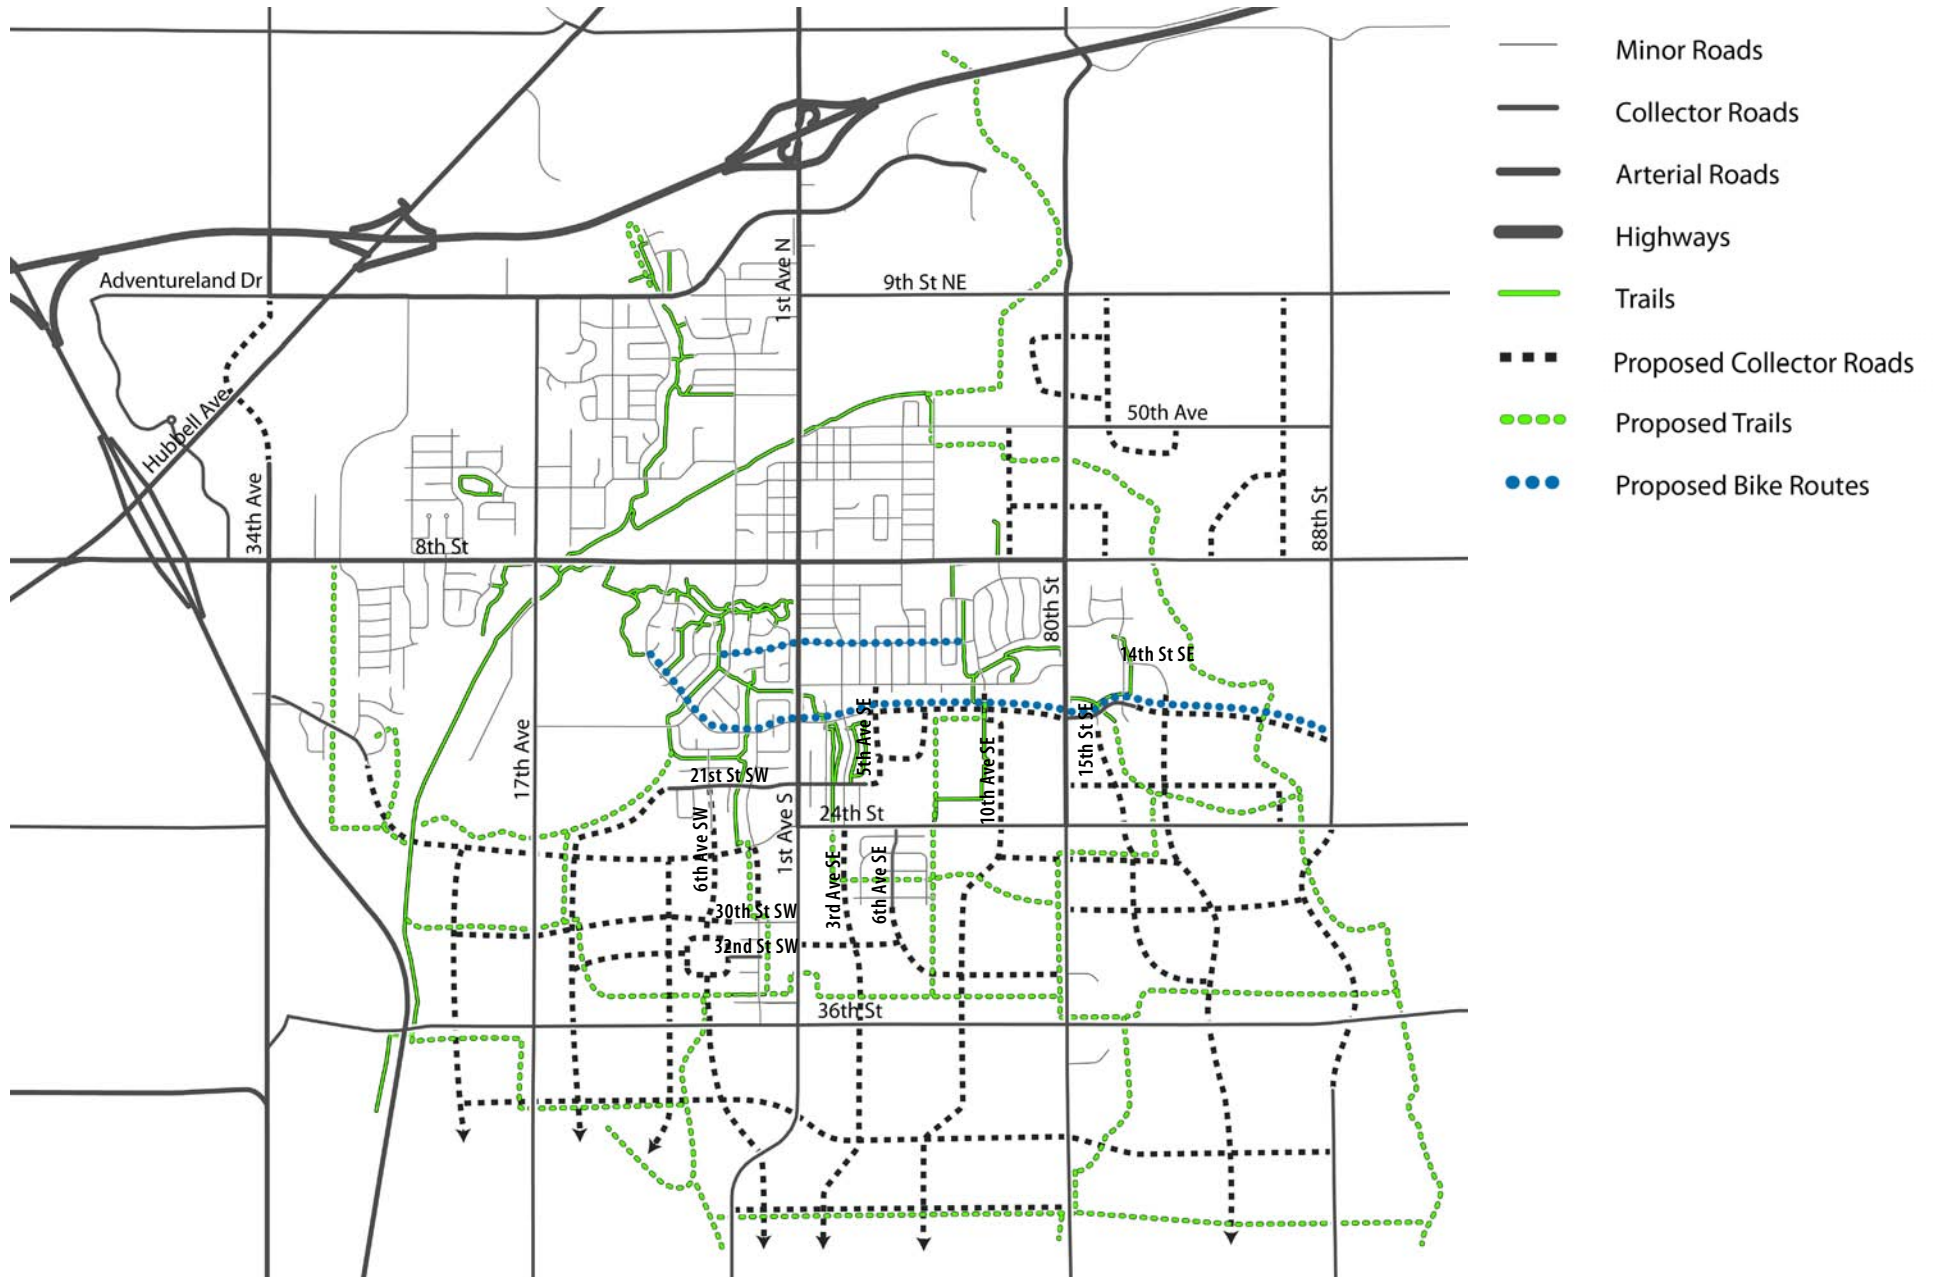 Minor Roads
Collector Roads
Arterial Roads
Highways
Trails
Proposed Collector Roads
Proposed Trails
Proposed Bike Routes
Adventureland Dr
1st Ave N
9th St NE
Hubbell Ave
50th Ave
34th Ave
88th St
8th St
80th St
14th St SE
17th Ave
5th Ave SE
10th Ave SE
15th St SE
21st St SW
6th Ave SW
1st Ave S
24th St
3rd Ave SE
6th Ave SE
30th St SW
32nd St SW
36th St